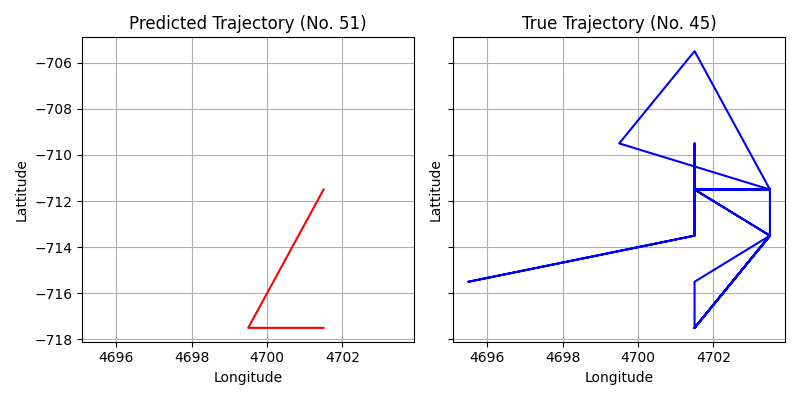 Predicted Trajectory (No. 51)
True Trajectory (No. 45)
−706
−708
−710
−712
−714
−716
−718
Lattitude
Lattitude
4696
4698
4700
4702
4696
4698
4700
4702
Longitude
Longitude